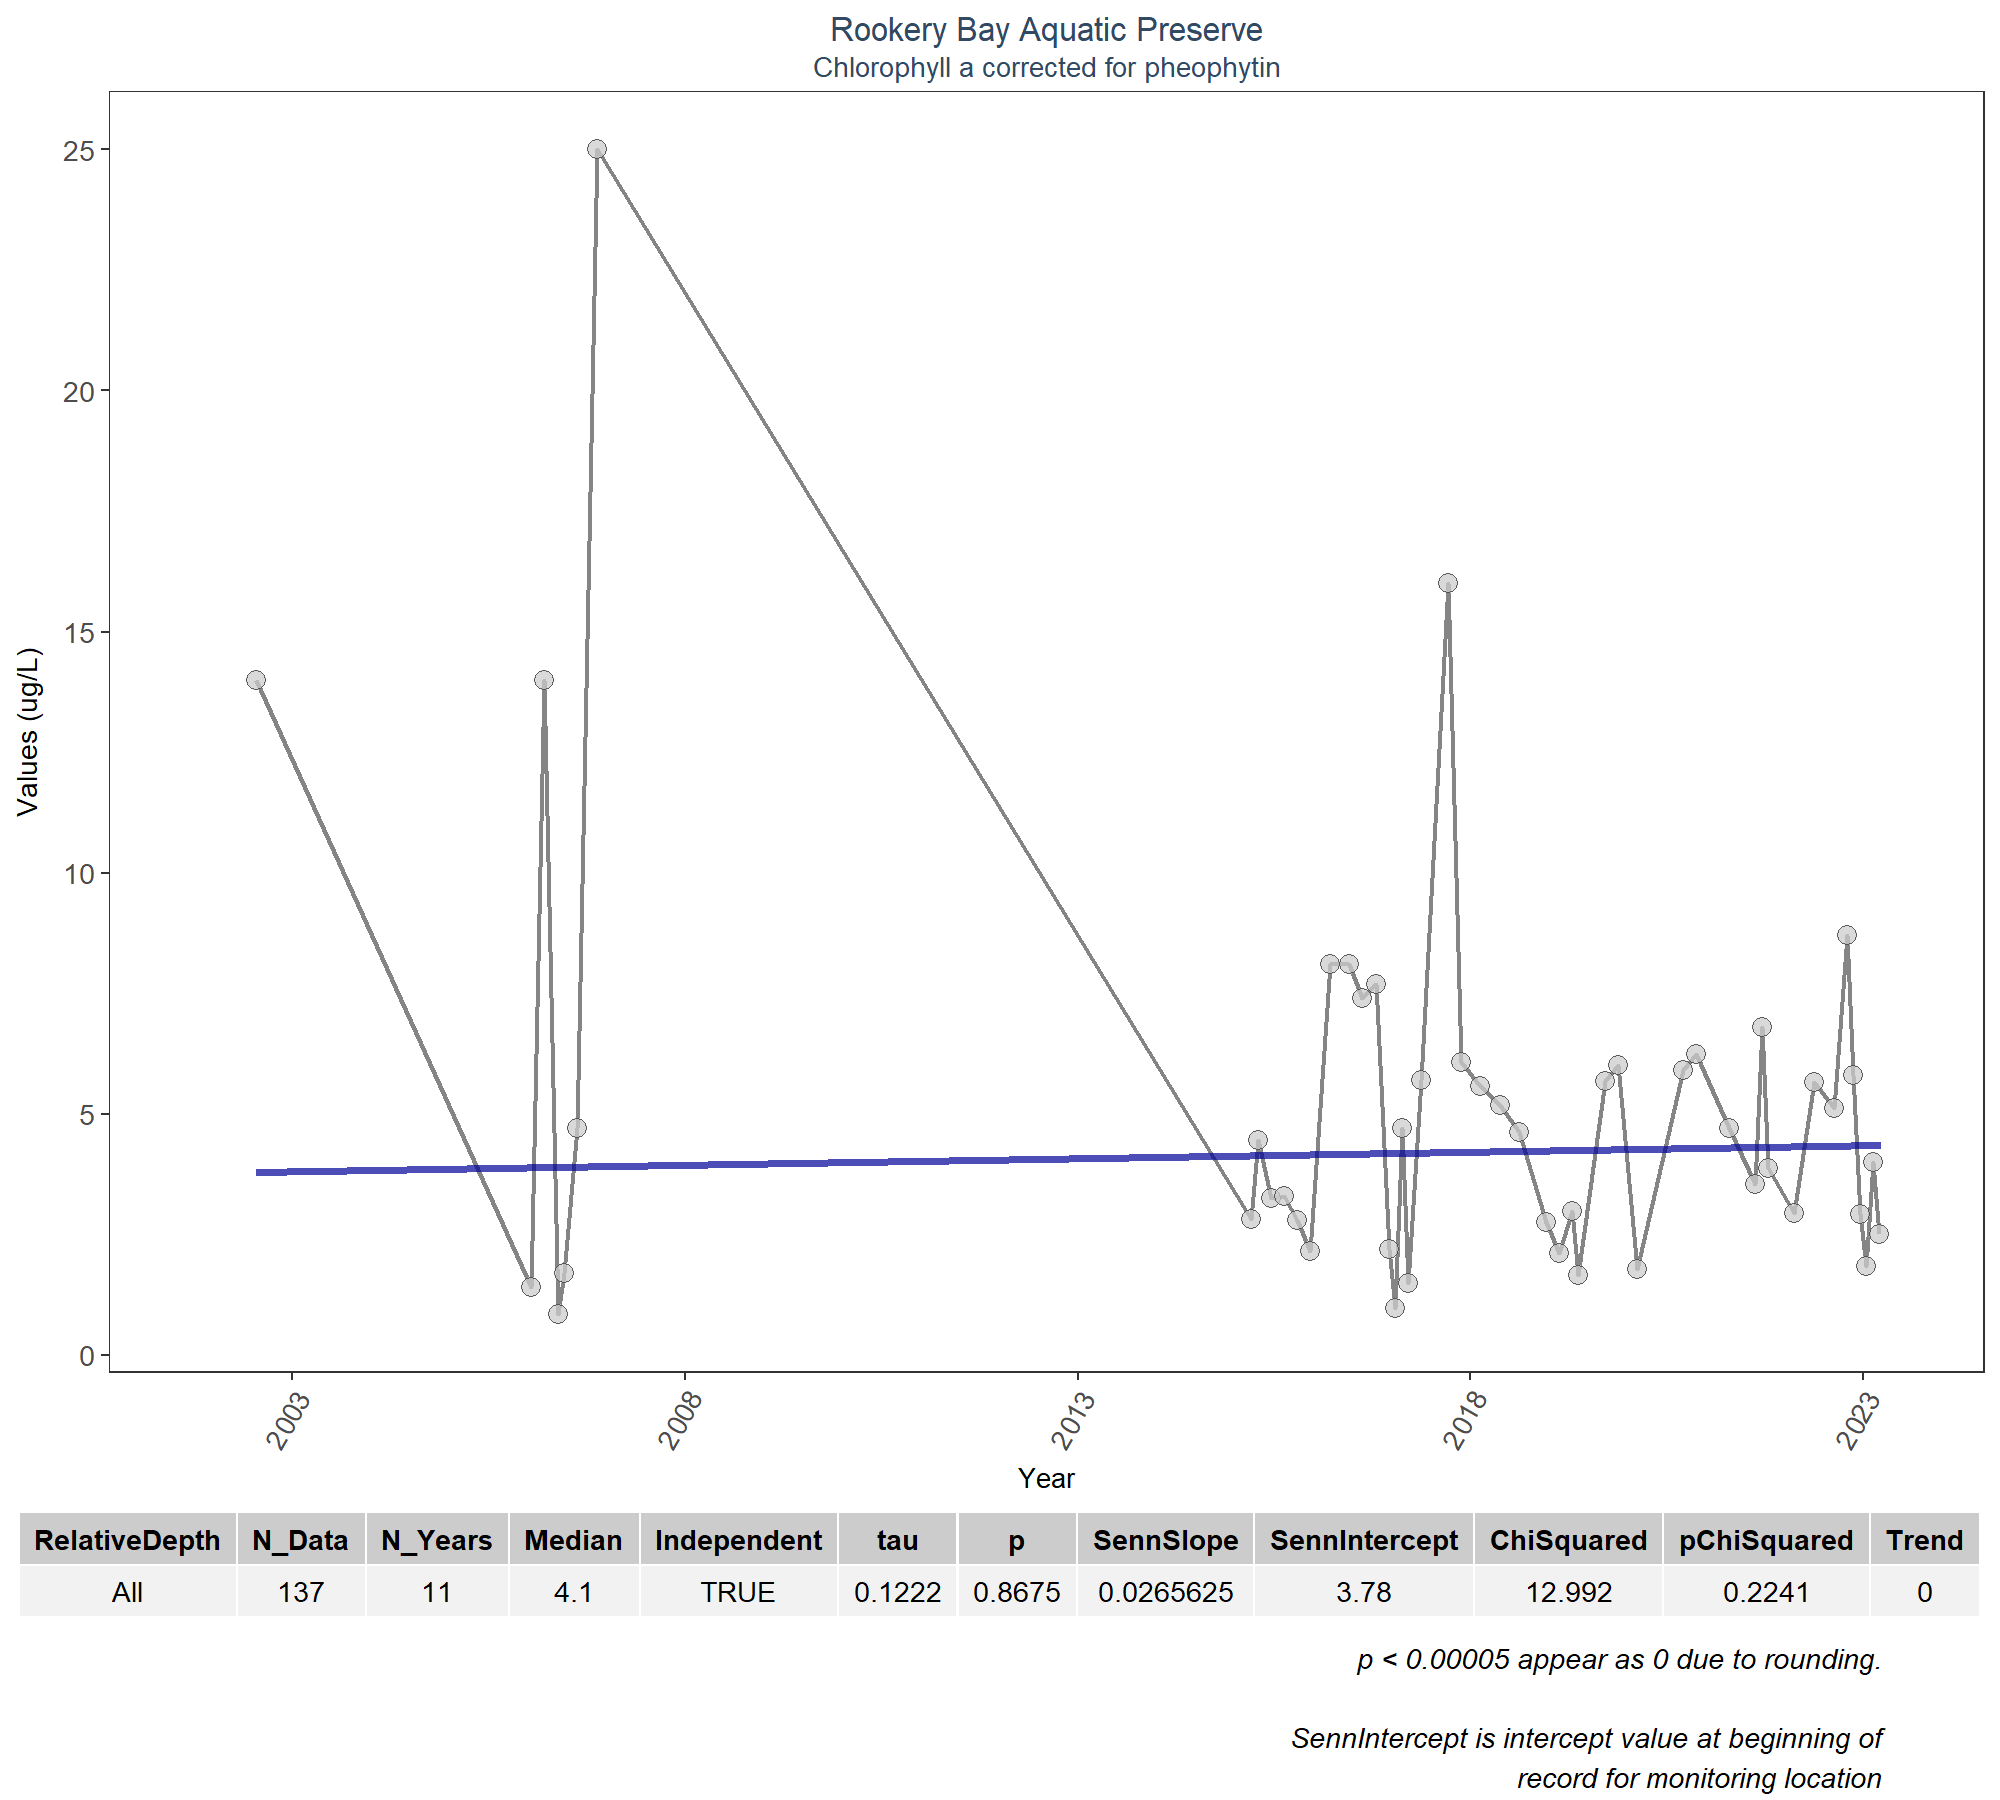 Rookery Bay Aquatic Preserve
Chlorophyll a corrected for pheophytin
25
20
15
10
5
0
Values (ug/L)
2003 2008 2013 2018 2023
Year
RelativeDepth N_Data N_Years Median Independent tau p SennSlope SennIntercept ChiSquared pChiSquared Trend
All 137 11 4.1 TRUE 0.1222 0.8675 0.0265625 3.78 12.992 0.2241 0
p < 0.00005 appear as 0 due to rounding.
SennIntercept is intercept value at beginning of
record for monitoring location